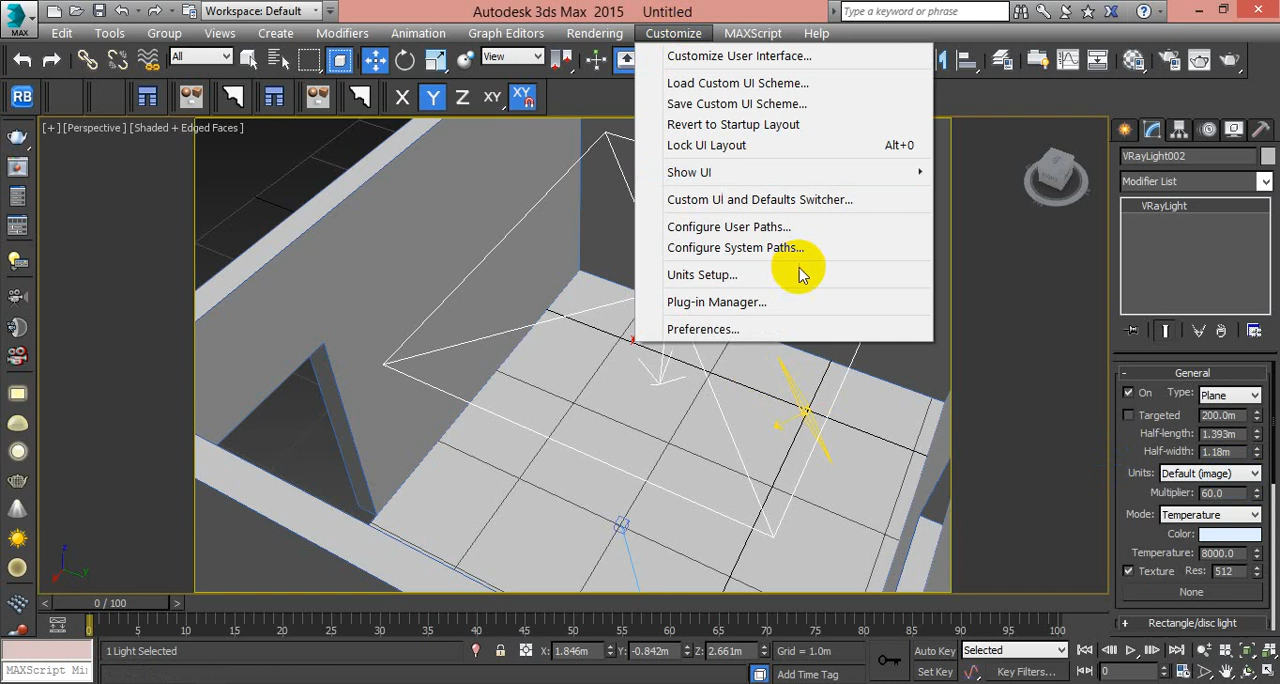 Workspace: Default
Autodesk 3ds Max 2015 Untitled
Type a keyword or phrase
MAX
Edit Tools Group Views Create Modifiers Animation Graph Editors Rendering Customize MAXScript Help
All
View
RB
X Y Z XY XY
[+] [Perspective ] [Shaded + Edged Faces ]
Customize User Interface...
Load Custom UI Scheme...
Save Custom UI Scheme...
Revert to Startup Layout
Lock UI Layout Alt+0
Show UI
Custom UI and Defaults Switcher...
Configure User Paths...
Configure System Paths...
Units Setup...
Plug-in Manager...
Preferences...
VRayLight002
Modifier List
VRayLight
- General
On Type: Plane
Targeted 200.0m
Half-length: 1.393m
Half-width: 1.18m
Units: Default (image)
Multiplier: 60.0
Mode: Temperature
Color:
Temperature: 8000.0
Texture Res: 512
None
+ Rectangle/disc light
z
y
x
< 0 / 100 >
0 5 10 15 20 25 30 35 40 45 50 55 60 65 70 75 80 85 90 95 100
1 Light Selected X: 1.846m Y: -0.842m Z: 2.661m Grid = 1.0m Auto Key Selected
MAXScript Mi Add Time Tag Set Key Key Filters... 0